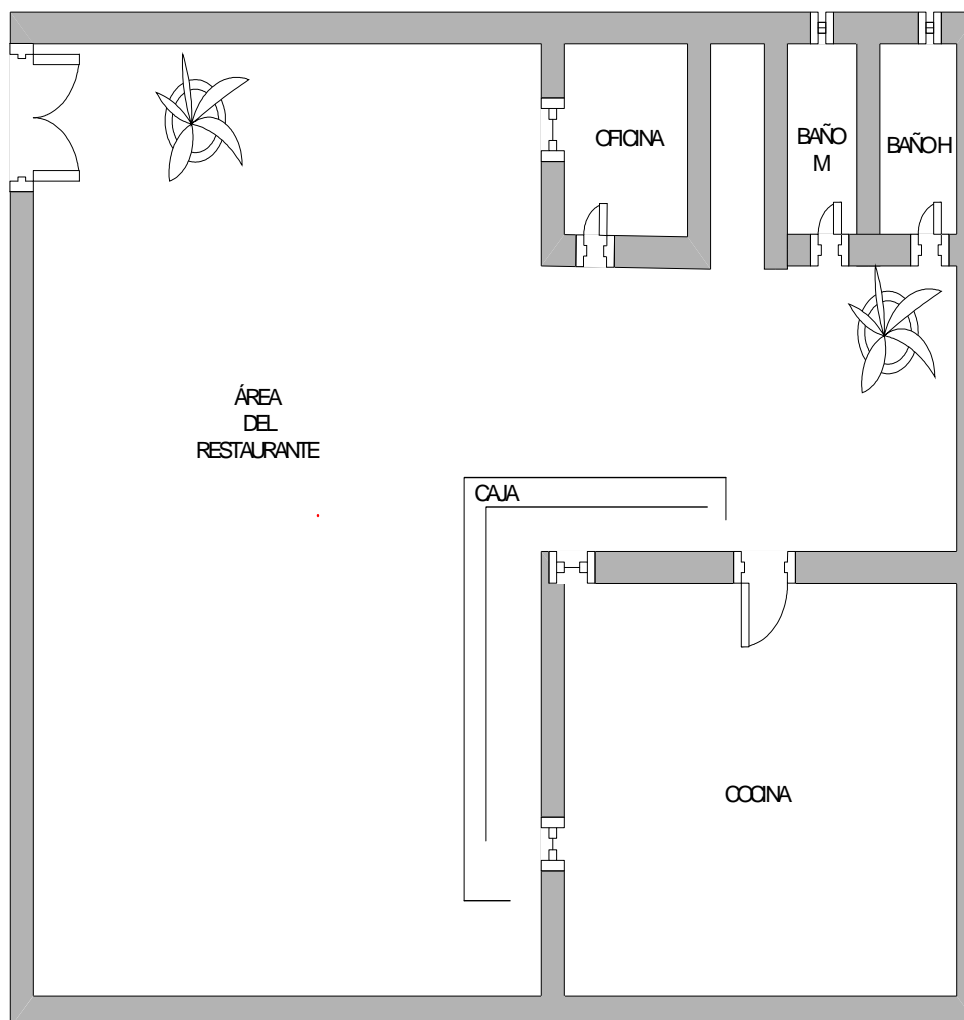 OFICINA
BAÑO
M
BAÑO H
ÁREA
DEL
RESTAURANTE
CAJA
COCINA